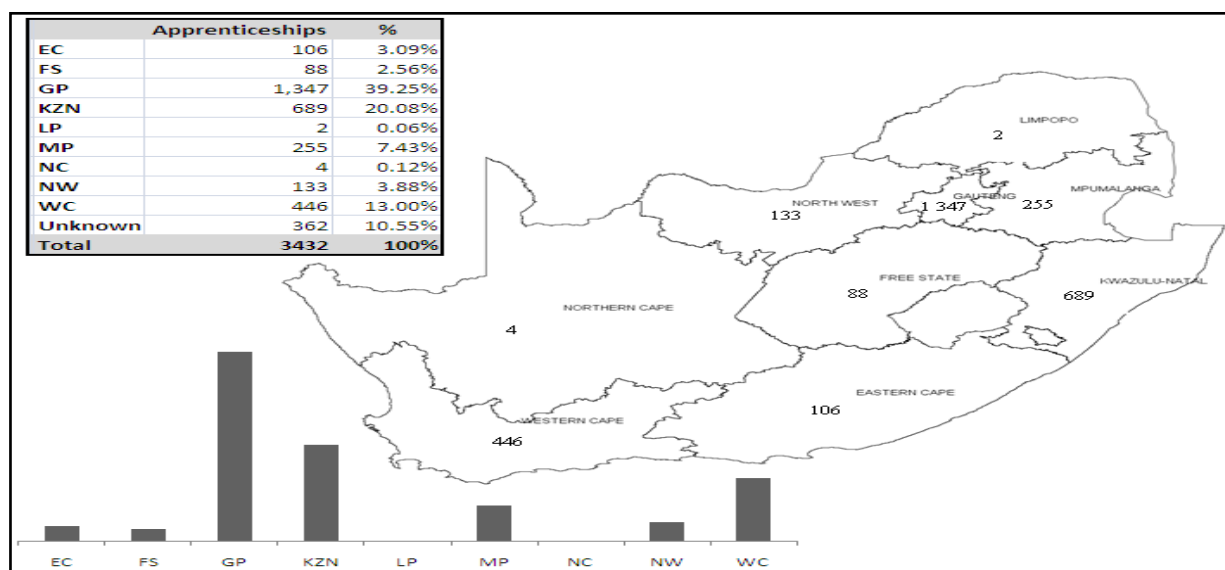 Apprenticeships %
EC 106 3.09%
FS 88 2.56%
GP 1,347 39.25%
KZN 689 20.08%
LP 2 0.06%
MP 255 7.43%
NC 4 0.12%
NW 133 3.88%
WC 446 13.00%
Unknown 362 10.55%
Total 3432 100%
LIMPOPO
2
MPUMALANGA
255
GAUTENG
1 347
NORTH WEST
133
FREE STATE
88
KWAZULU-NATAL
689
NORTHERN CAPE
4
EASTERN CAPE
106
WESTERN CAPE
446
EC FS GP KZN LP MP NC NW WC